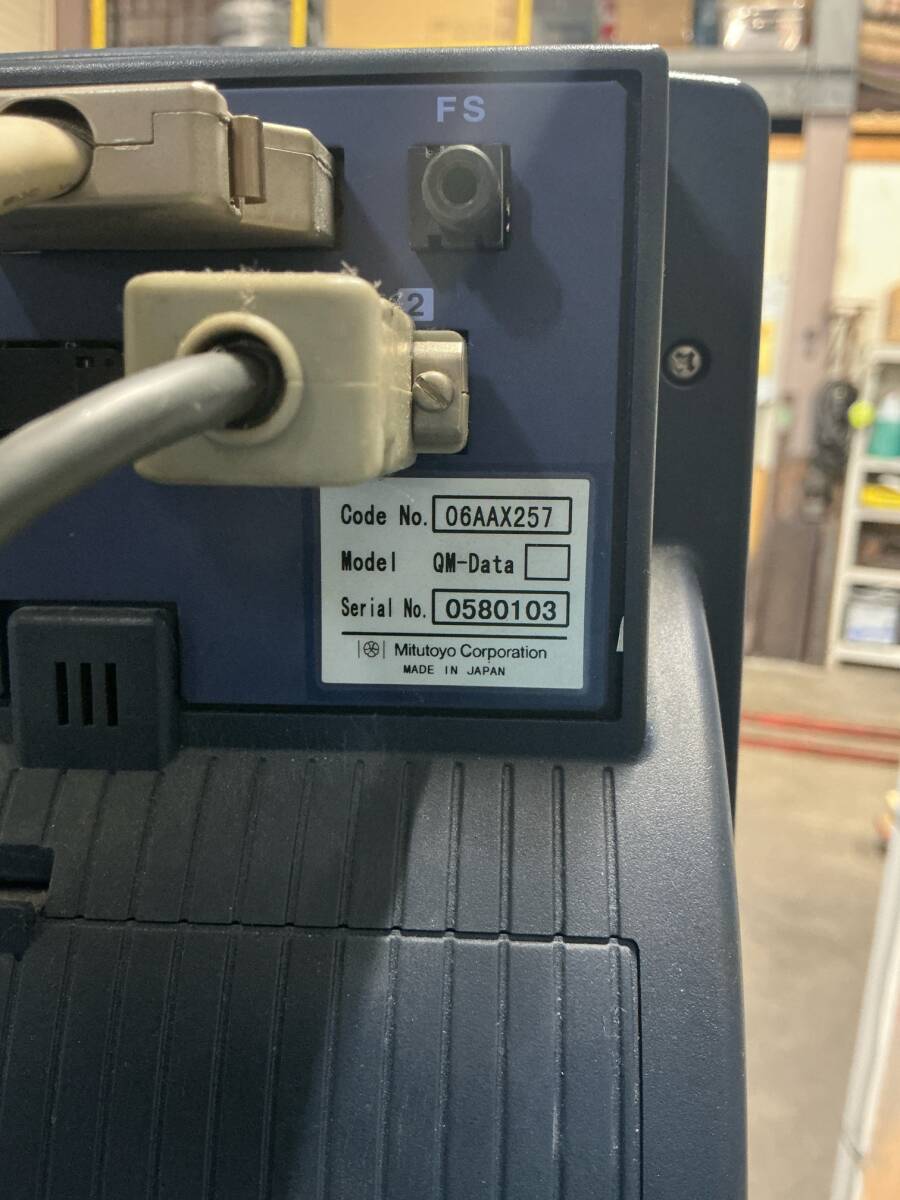 FS
2
Code No. 06AAX257
Model QM-Data
Serial No. 0580103
Mitutoyo Corporation
MADE IN JAPAN